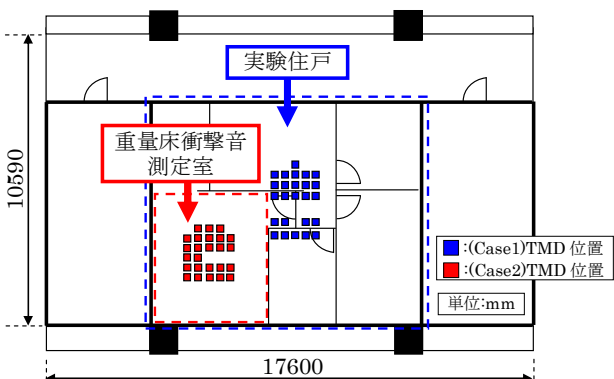 実験住戸
重量床衝撃音
測定室
10590
:(Case1)TMD 位置
:(Case2)TMD 位置
単位:mm
17600